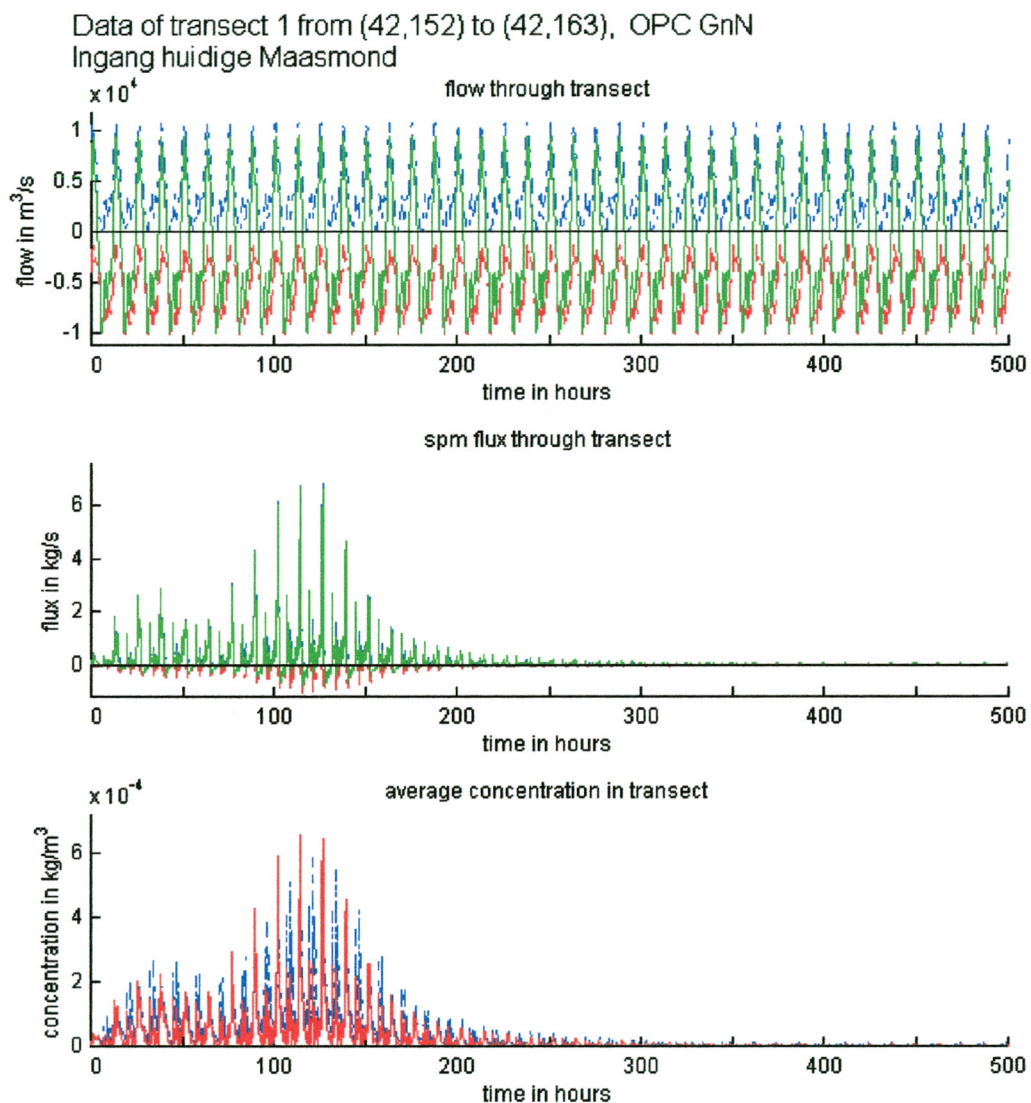 Data of transect 1 from (42,152) to (42,163), OPC GnN
Ingang huidige Maasmond
x 10⁴
flow through transect
flow in m³/s
1
0.5
0
-0.5
-1
0 100 200 300 400 500
time in hours
spm flux through transect
flux in kg/s
6
4
2
0
0 100 200 300 400 500
time in hours
x 10⁻⁴
average concentration in transect
concentration in kg/m³
6
4
2
0
0 100 200 300 400 500
time in hours